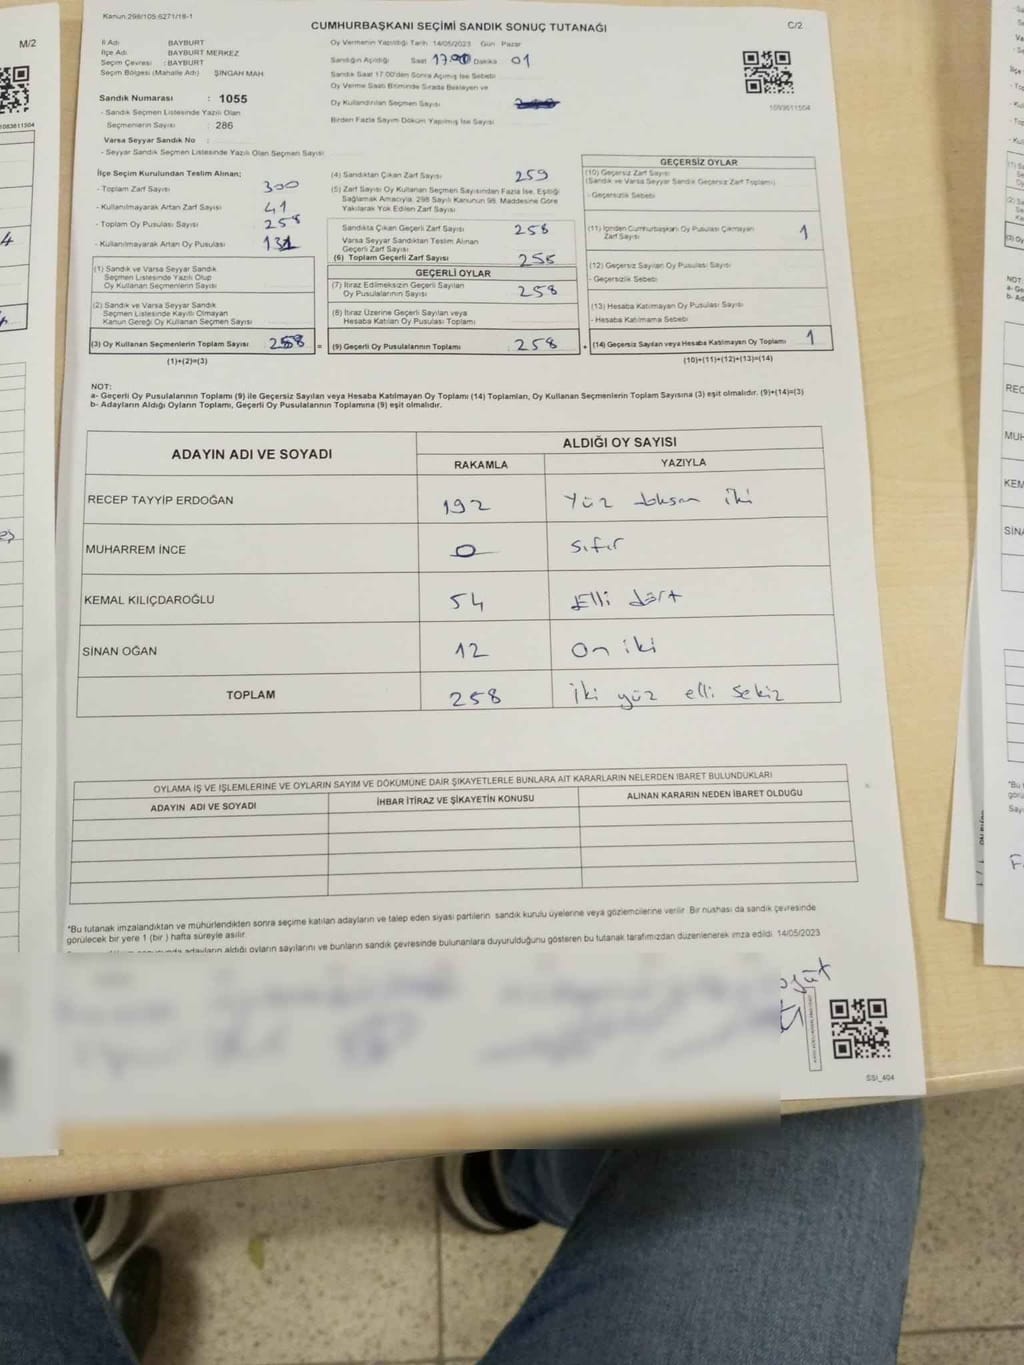 Kanun:298/105:6271/18-1
CUMHURBAŞKANI SEÇİMİ SANDIK SONUÇ TUTANAĞI
C/2
M/2
İl Adı BAYBURT
İlçe Adı BAYBURT MERKEZ
Seçim Çevresi : BAYBURT
Seçim Bölgesi (Mahalle Adı) ŞİNGAH MAH
Oy Vermenin Yapıldığı Tarih 14/05/2023 Gün Pazar
Sandığın Açıldığı Saat 17.00 Dakika 01
Sandık Saat 17.00'den Sonra Açılmış İse Sebebi
Oy Verme Saati Bitiminde Sırada Bekleyen ve
Oy Kullandırılan Seçmen Sayısı
Birden Fazla Sayım Döküm Yapılmış İse Sayısı
Sandık Numarası : 1055
- Sandık Seçmen Listesinde Yazılı Olan
Seçmenlerin Sayısı : 286
Varsa Seyyar Sandık No :
- Seyyar Sandık Seçmen Listesinde Yazılı Olan Seçmen Sayısı
İlçe Seçim Kurulundan Teslim Alınan;
- Toplam Zarf Sayısı 300
- Kullanılmayarak Artan Zarf Sayısı 41
- Toplam Oy Pusulası Sayısı 258
- Kullanılmayarak Artan Oy Pusulası
(1) Sandık ve Varsa Seyyar Sandık
Seçmen Listesinde Yazılı Olup
Oy Kullanan Seçmenlerin Sayısı
(2) Sandık ve Varsa Seyyar Sandık
Seçmen Listesinde Kayıtlı Olmayan
Kanun Gereği Oy Kullanan Seçmen Sayısı
(3) Oy Kullanan Seçmenlerin Toplam Sayısı 258 =
(1)+(2)=(3)
(4) Sandıktan Çıkan Zarf Sayısı 259
(5) Zarf Sayısı Oy Kullanan Seçmen Sayısından Fazla İse, Eşitliği
Sağlamak Amacıyla, 298 Sayılı Kanunun 98. Maddesine Göre
Yakılarak Yok Edilen Zarf Sayısı
Sandıkta Çıkan Geçerli Zarf Sayısı 258
Varsa Seyyar Sandıktan Teslim Alınan
Geçerli Zarf Sayısı
(6) Toplam Geçerli Zarf Sayısı
GEÇERLİ OYLAR
(7) İtiraz Edilmeksizin Geçerli Sayılan
Oy Pusulalarının Sayısı 258
(8) İtiraz Üzerine Geçerli Sayılan veya
Hesaba Katılan Oy Pusulası Toplamı
(9) Geçerli Oy Pusulalarının Toplamı 258 +
GEÇERSİZ OYLAR
(10) Geçersiz Zarf Sayısı
(Sandık ve Varsa Seyyar Sandık Geçersiz Zarf Toplamı)
- Geçersizlik Sebebi
(11) İçinden Cumhurbaşkanı Oy Pusulası Çıkmayan
Zarf Sayısı 1
(12) Geçersiz Sayılan Oy Pusulası Sayısı
- Geçersizlik Sebebi
(13) Hesaba Katılmayan Oy Pusulası Sayısı
- Hesaba Katılmama Sebebi
(14) Geçersiz Sayılan veya Hesaba Katılmayan Oy Toplamı 1
(10)+(11)+(12)+(13)=(14)
NOT:
a- Geçerli Oy Pusulalarının Toplamı (9) ile Geçersiz Sayılan veya Hesaba Katılmayan Oy Toplamı (14) Toplamları, Oy Kullanan Seçmenlerin Toplam Sayısına (3) eşit olmalıdır. (9)+(14)=(3)
b- Adayların Aldığı Oyların Toplamı, Geçerli Oy Pusulalarının Toplamına (9) eşit olmalıdır.
ADAYIN ADI VE SOYADI ALDIĞI OY SAYISI
RAKAMLA YAZIYLA
RECEP TAYYİP ERDOĞAN 192 Yüz doksan iki
MUHARREM İNCE 0 Sıfır
KEMAL KILIÇDAROĞLU 54 Elli dört
SİNAN OĞAN 12 On iki
TOPLAM 258 İki yüz elli sekiz
OYLAMA İŞ VE İŞLEMLERİNE VE OYLARIN SAYIM VE DÖKÜMÜNE DAİR ŞİKAYETLERLE BUNLARA AİT KARARLARIN NELERDEN İBARET BULUNDUKLARI
ADAYIN ADI VE SOYADI İHBAR İTİRAZ VE ŞİKAYETİN KONUSU ALINAN KARARIN NEDEN İBARET OLDUĞU
*Bu tutanak imzalandıktan ve mühürlendikten sonra seçime katılan adayların ve talep eden siyasi partilerin sandık kurulu üyelerine veya gözlemcilerine verilir. Bir nüshası da sandık çevresinde
görülecek bir yere 1 (bir) hafta süreyle asılır.
adayların aldığı oyların sayılarını ve bunların sandık çevresinde bulunanlara duyurulduğunu gösteren bu tutanak tarafımızdan düzenlenerek imza edildi. 14/05/2023
SSI_404